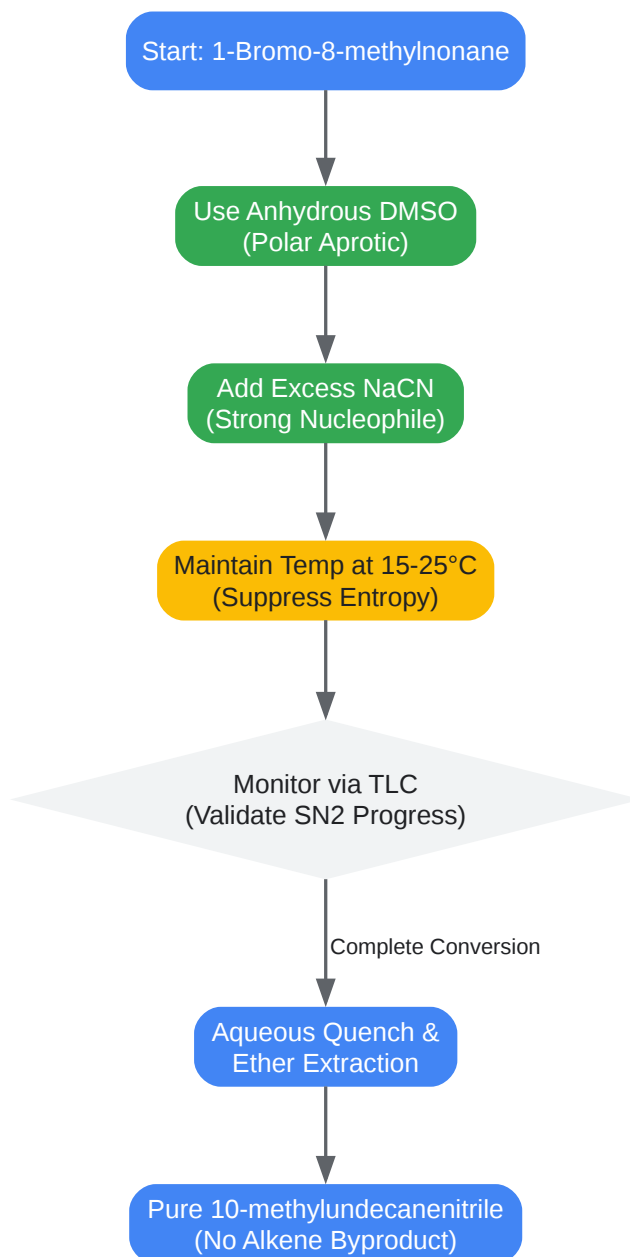 Start: 1-Bromo-8-methylnonane
Use Anhydrous DMSO
(Polar Aprotic)
Add Excess NaCN
(Strong Nucleophile)
Maintain Temp at 15-25°C
(Suppress Entropy)
Monitor via TLC
(Validate SN2 Progress)
Complete Conversion
Aqueous Quench &
Ether Extraction
Pure 10-methylundecanenitrile
(No Alkene Byproduct)